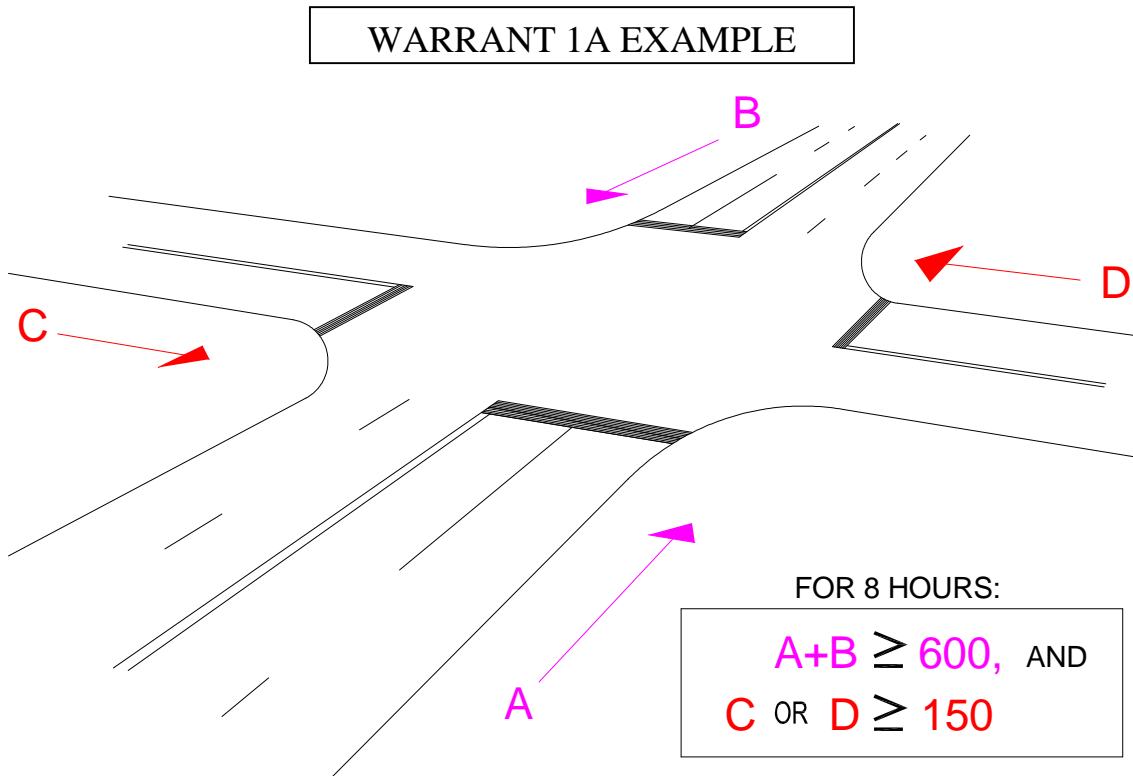 WARRANT 1A EXAMPLE
B
D
C
A
FOR 8 HOURS:
A+B ≥ 600, AND
C OR D ≥ 150